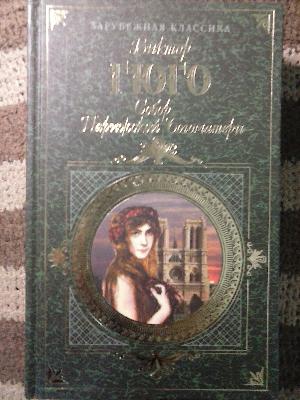 ЗАРУБЕЖНАЯ КЛАССИКА
Виктор
ГЮГО
Собор
Парижской Богоматери